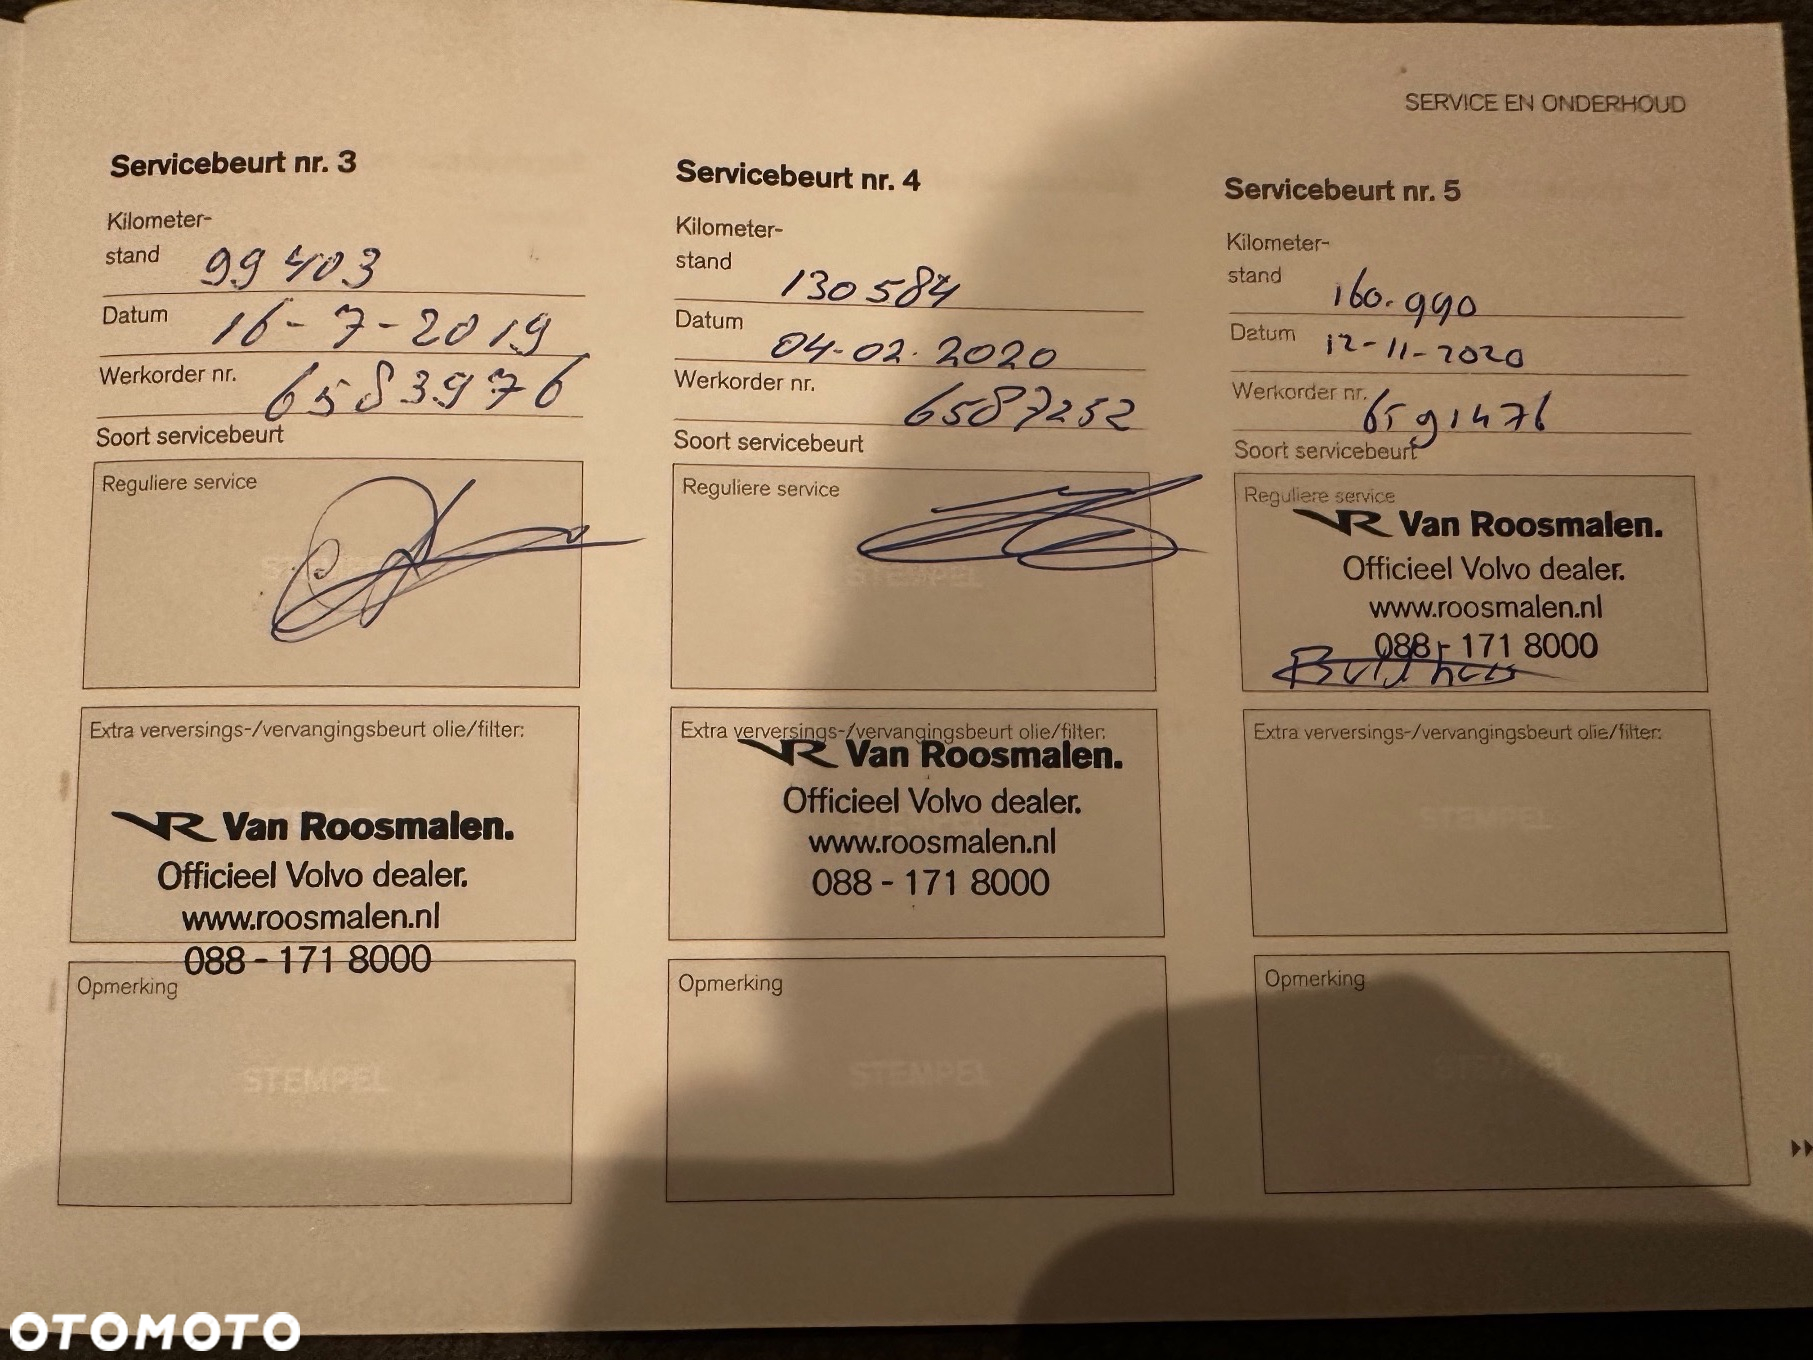 SERVICE EN ONDERHOUD
Servicebeurt nr. 3
Kilometer-
stand 99 403
Datum 16-7-2019
Werkorder nr. 6583976
Soort servicebeurt
Reguliere service
STEMPEL
Extra verversings-/vervangingsbeurt olie/filter:
VR Van Roosmalen.
Officieel Volvo dealer.
www.roosmalen.nl
088 - 171 8000
Opmerking
STEMPEL
Servicebeurt nr. 4
Kilometer-
stand 130 584
Datum 04-02-2020
Werkorder nr. 6587252
Soort servicebeurt
Reguliere service
STEMPEL
Extra verversings-/vervangingsbeurt olie/filter:
VR Van Roosmalen.
Officieel Volvo dealer.
www.roosmalen.nl
088 - 171 8000
Opmerking
STEMPEL
Servicebeurt nr. 5
Kilometer-
stand 160.990
Datum 12-11-2020
Werkorder nr. 6591476
Soort servicebeurt
Reguliere service
VR Van Roosmalen.
Officieel Volvo dealer.
www.roosmalen.nl
088 - 171 8000
Extra verversings-/vervangingsbeurt olie/filter:
STEMPEL
Opmerking
STEMPEL
OTOMOTO